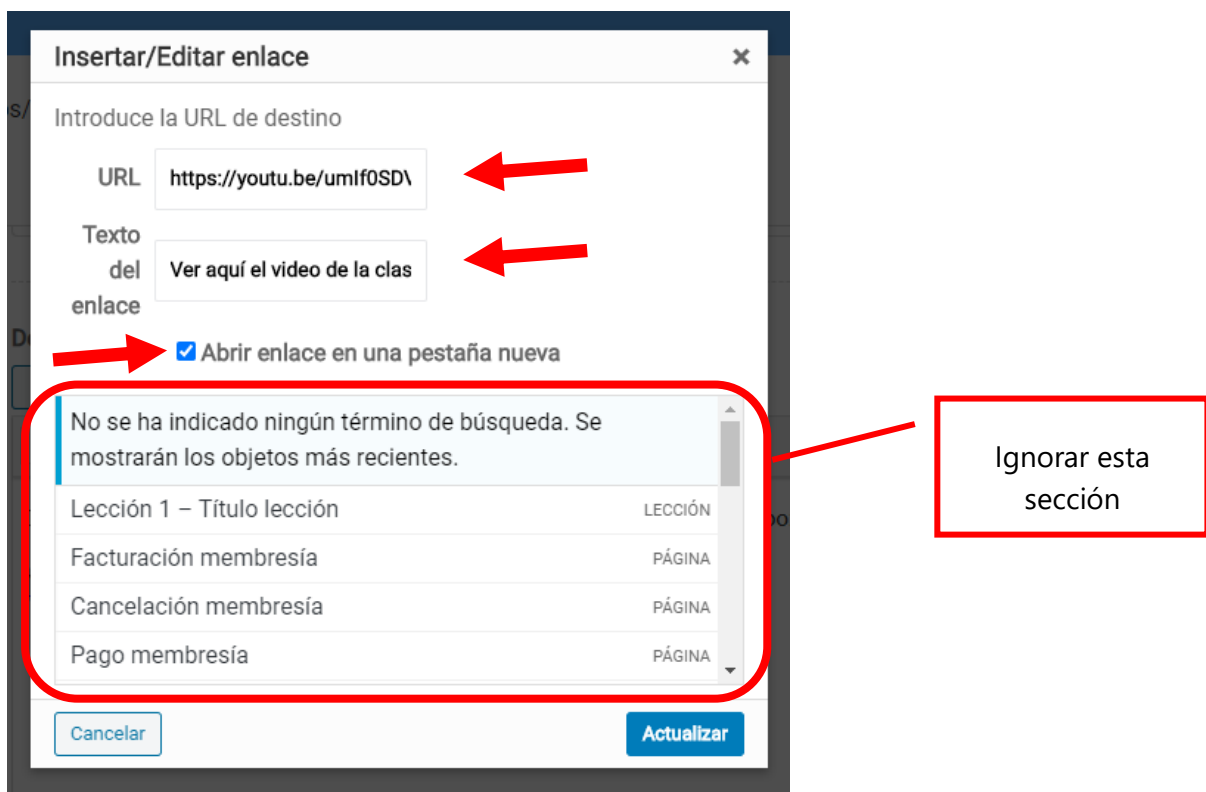 Insertar/Editar enlace
s/
Introduce la URL de destino
URL
https://youtu.be/umIf0SD
Texto
del
enlace
Ver aquí el video de la clas
D
Abrir enlace en una pestaña nueva
No se ha indicado ningún término de búsqueda. Se
mostrarán los objetos más recientes.
Lección 1 – Título lección LECCIÓN
Facturación membresía PÁGINA
Cancelación membresía PÁGINA
Pago membresía PÁGINA
Cancelar Actualizar
Ignorar esta
sección